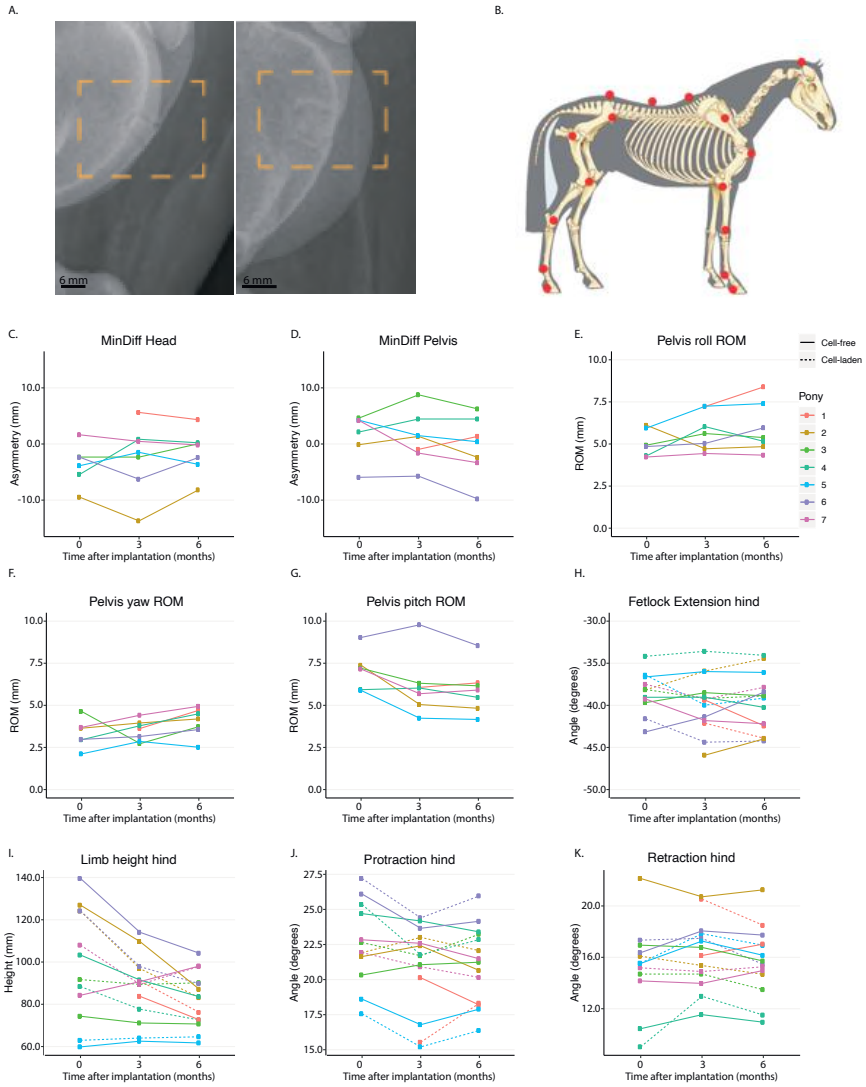 A.
B.
6 mm
6 mm
C.
MinDiff Head
Asymmetry (mm)
10.0
0.0
-10.0
0
3
6
Time after implantation (months)
D.
MinDiff Pelvis
Asymmetry (mm)
10.0
0.0
-10.0
0
3
6
Time after implantation (months)
E.
Pelvis roll ROM
ROM (mm)
10.0
7.5
5.0
2.5
0.0
0
3
6
Time after implantation (months)
Cell-free
Cell-laden
Pony
1
2
3
4
5
6
7
F.
Pelvis yaw ROM
ROM (mm)
10.0
7.5
5.0
2.5
0.0
0
3
6
Time after implantation (months)
G.
Pelvis pitch ROM
ROM (mm)
10.0
7.5
5.0
2.5
0.0
0
3
6
Time after implantation (months)
H.
Fetlock Extension hind
Angle (degrees)
-30.0
-35.0
-40.0
-45.0
-50.0
0
3
6
Time after implantation (months)
I.
Limb height hind
Height (mm)
140.0
120.0
100.0
80.0
60.0
0
3
6
Time after implantation (months)
J.
Protraction hind
Angle (degrees)
27.5
25.0
22.5
20.0
17.5
15.0
0
3
6
Time after implantation (months)
K.
Retraction hind
Angle (degrees)
20.0
16.0
12.0
0
3
6
Time after implantation (months)